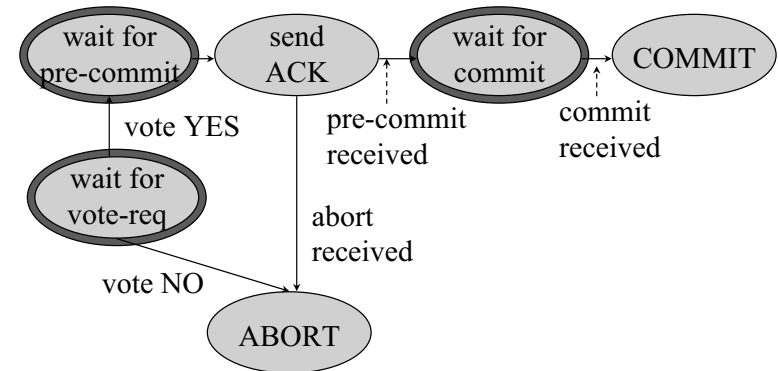 wait for
pre-commit
send
ACK
wait for
commit
COMMIT
vote YES
pre-commit
received
commit
received
wait for
vote-req
abort
received
vote NO
ABORT